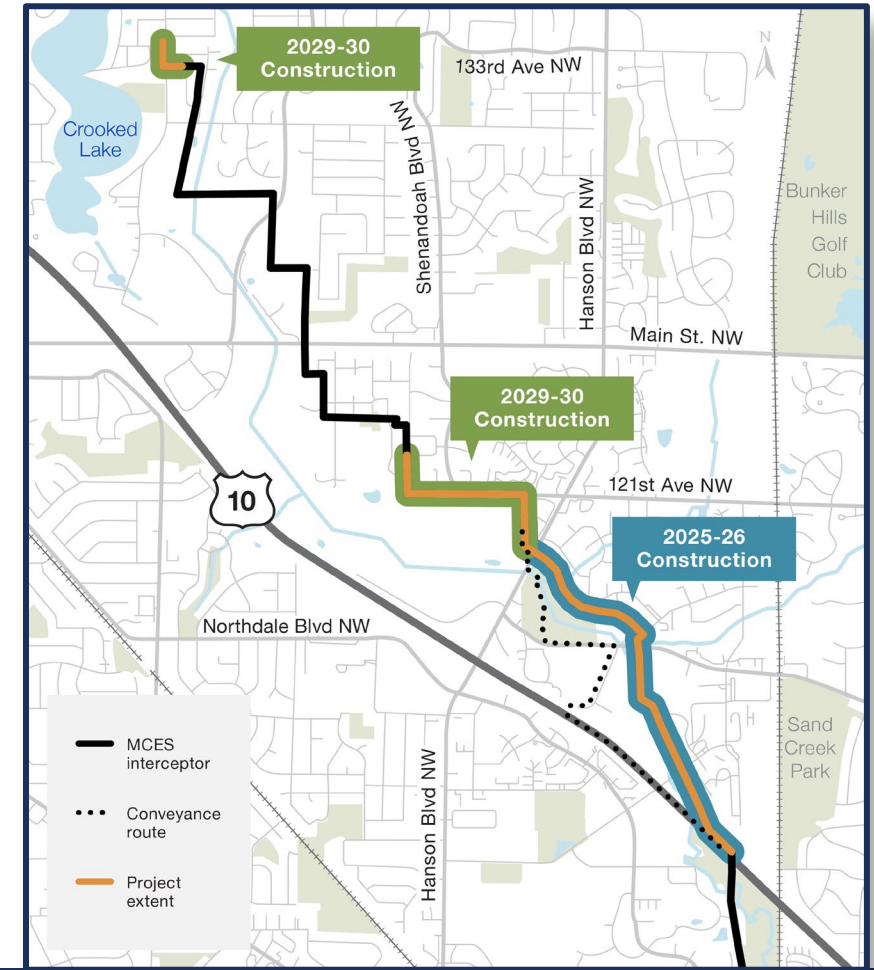 2029-30
Construction
N
133rd Ave NW
Crooked
Lake
Shenandoah Blvd NW
Hanson Blvd NW
Bunker
Hills
Golf
Club
Main St. NW
2029-30
Construction
121st Ave NW
10
2025-26
Construction
Northdale Blvd NW
Sand
Creek
Park
Hanson Blvd NW
MCES
interceptor
Conveyance
route
Project
extent